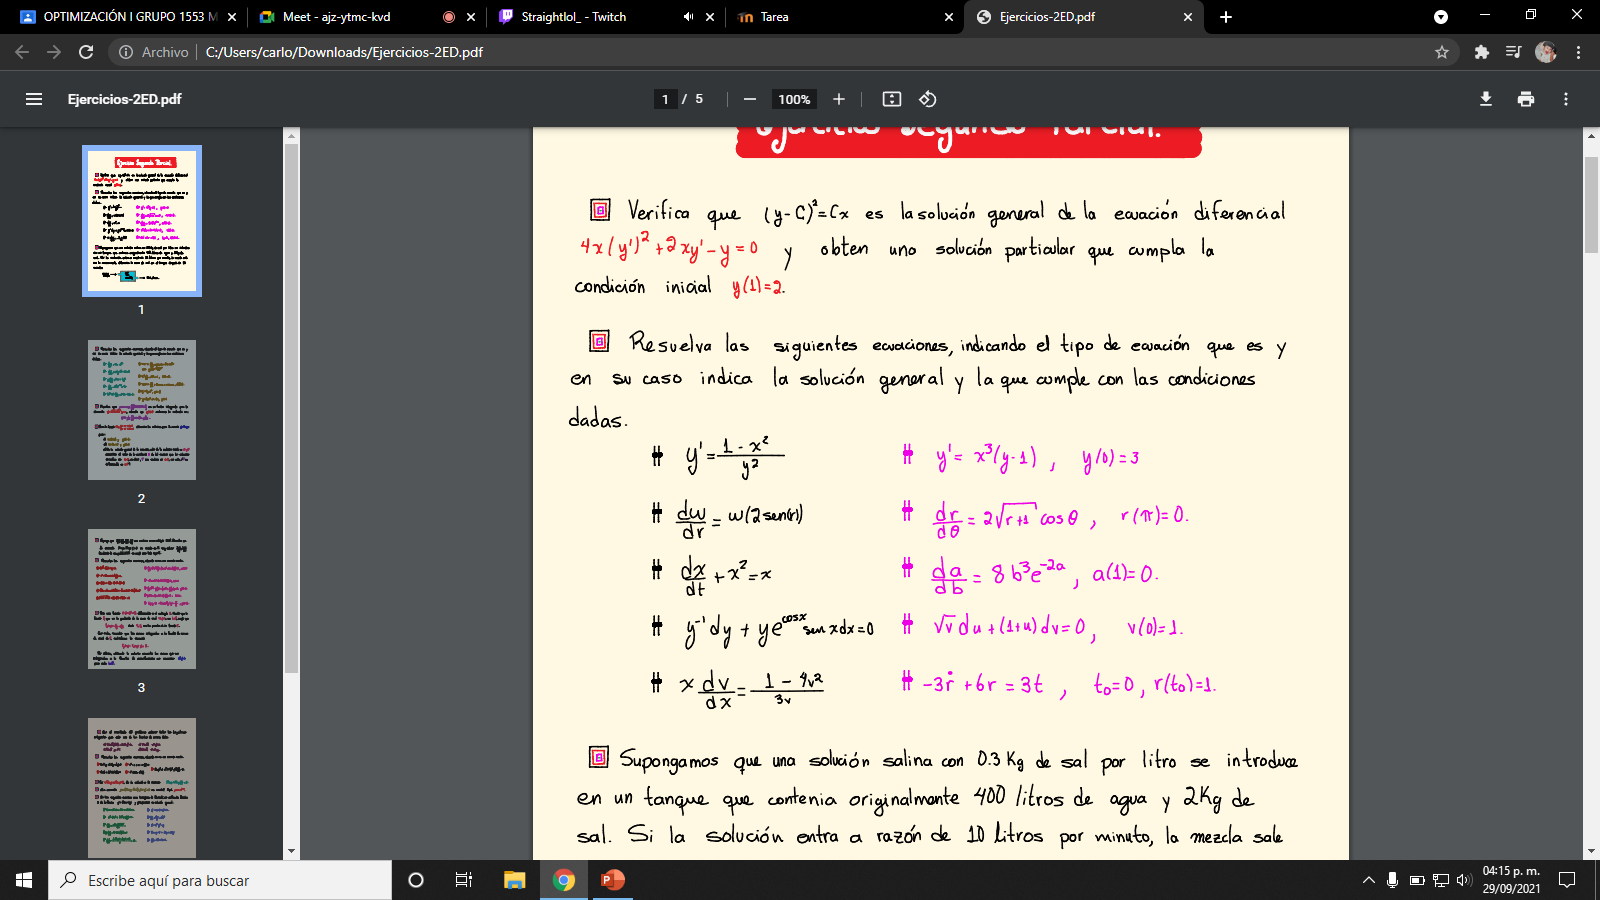 OPTIMIZACIÓN I GRUPO 1553 M
Meet - ajz-ytmc-kvd
Straightlol_ - Twitch
Tarea
Ejercicios-2ED.pdf
Archivo
C:/Users/carlo/Downloads/Ejercicios-2ED.pdf
Ejercicios-2ED.pdf
1 / 5
100%
Ejercicios Segundo Parcial.
Verifica que (y-C)²=Cx es la solución general de la ecuación diferencial
4x(y')²+2xy'-y=0 y obten uno solución particular que cumpla la
condición inicial y(1)=2.
Resuelva las siguientes ecuaciones, indicando el tipo de ecuación que es y
en su caso indica la solución general y la que cumple con las condiciones
dadas.
# y'=(1-x²)/y²
# y'= x³(y-1) , y(0)=3
# dw/dr = w(2sen(r))
# dr/dθ = 2√(r+1) cosθ , r(π)=0.
# dx/dt + x²=x
# da/db = 8b³e^(-2a), a(1)=0.
# y⁻¹dy + ye^(cosx) sen x dx=0
# √v du+(1+u)dv=0, v(0)=1.
# x dv/dx = (1-4v²)/3v
# -3ṙ+6r=3t , t₀=0, r(t₀)=1.
Supongamos que una solución salina con 0.3 Kg de sal por litro se introduce
en un tanque que contenia originalmente 400 litros de agua y 2Kg de
sal. Si la solución entra a razón de 10 litros por minuto, la mezcla sale
1
2
3
Escribe aquí para buscar
04:15 p. m.
29/09/2021